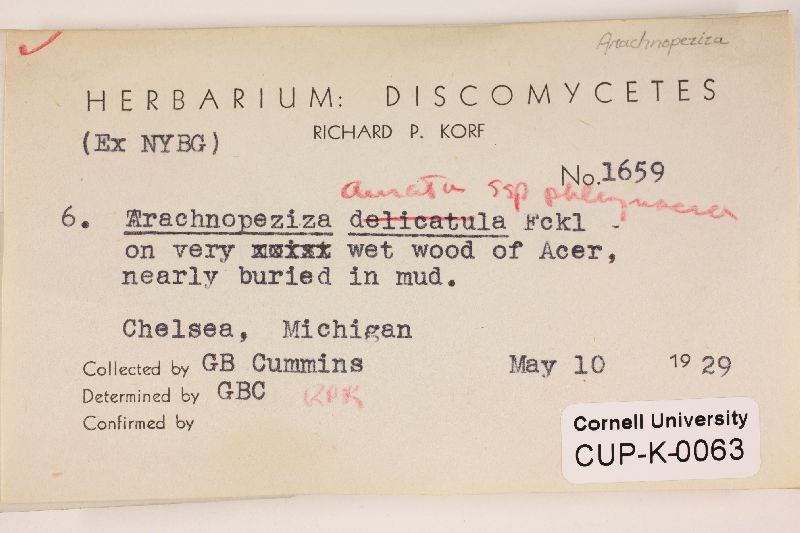 Arachnopeziza
HERBARIUM: DISCOMYCETES
(Ex NYBG)
RICHARD P. KORF
No. 1659
aurata ssp
6. Arachnopeziza delicatula Fckl
on very xxixt wet wood of Acer,
nearly buried in mud.
Chelsea, Michigan
Collected by GB Cummins May 10 1929
Determined by GBC RPK
Confirmed by
Cornell University
CUP-K-0063